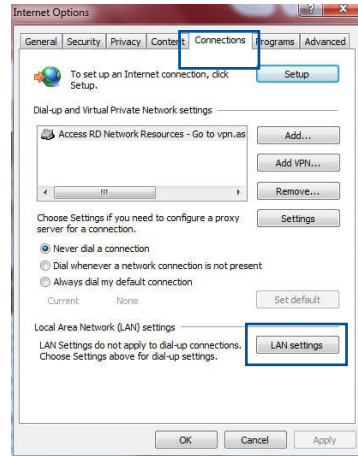 Internet Options
General Security Privacy Content Connections Programs Advanced
To set up an Internet connection, click
Setup.
Setup
Dial-up and Virtual Private Network settings
Access RD Network Resources - Go to vpn.as
Add...
Add VPN...
Remove...
Choose Settings if you need to configure a proxy
server for a connection.
Settings
Never dial a connection
Dial whenever a network connection is not present
Always dial my default connection
Current None
Set default
Local Area Network (LAN) settings
LAN Settings do not apply to dial-up connections.
Choose Settings above for dial-up settings.
LAN settings
OK Cancel Apply